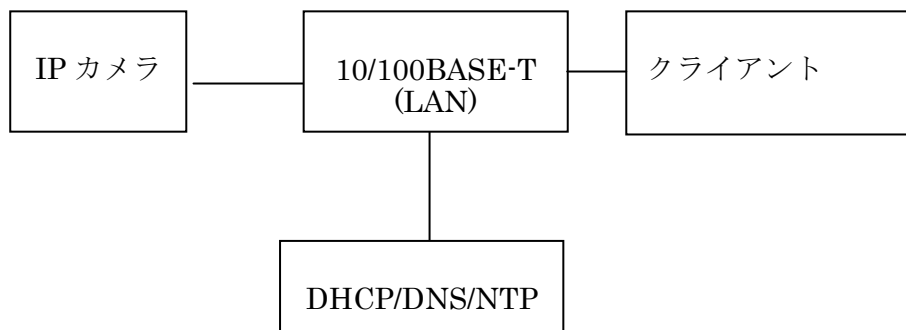 IP カメラ
10/100BASE-T
(LAN)
クライアント
DHCP/DNS/NTP